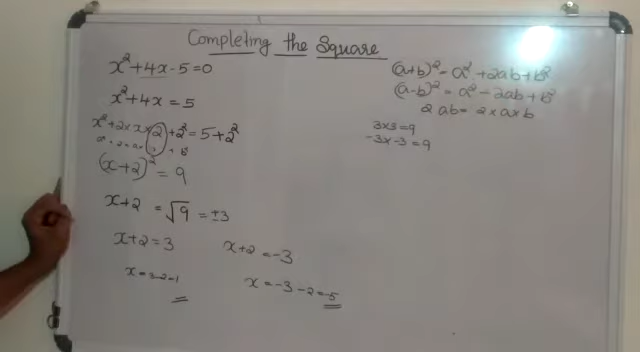 Completing the Square
x² + 4x - 5 = 0
x² + 4x = 5
x² + 2 × x × 2 + 2² = 5 + 2²
(x + 2)² = 9
x + 2 = √9 = ±3
x + 2 = 3
x + 2 = -3
x = 3 - 2 = 1
x = -3 - 2 = -5
(a+b)² = a² + 2ab + b²
(a-b)² = a² - 2ab + b²
2ab = 2 × a × b
3 × 3 = 9
-3 × -3 = 9